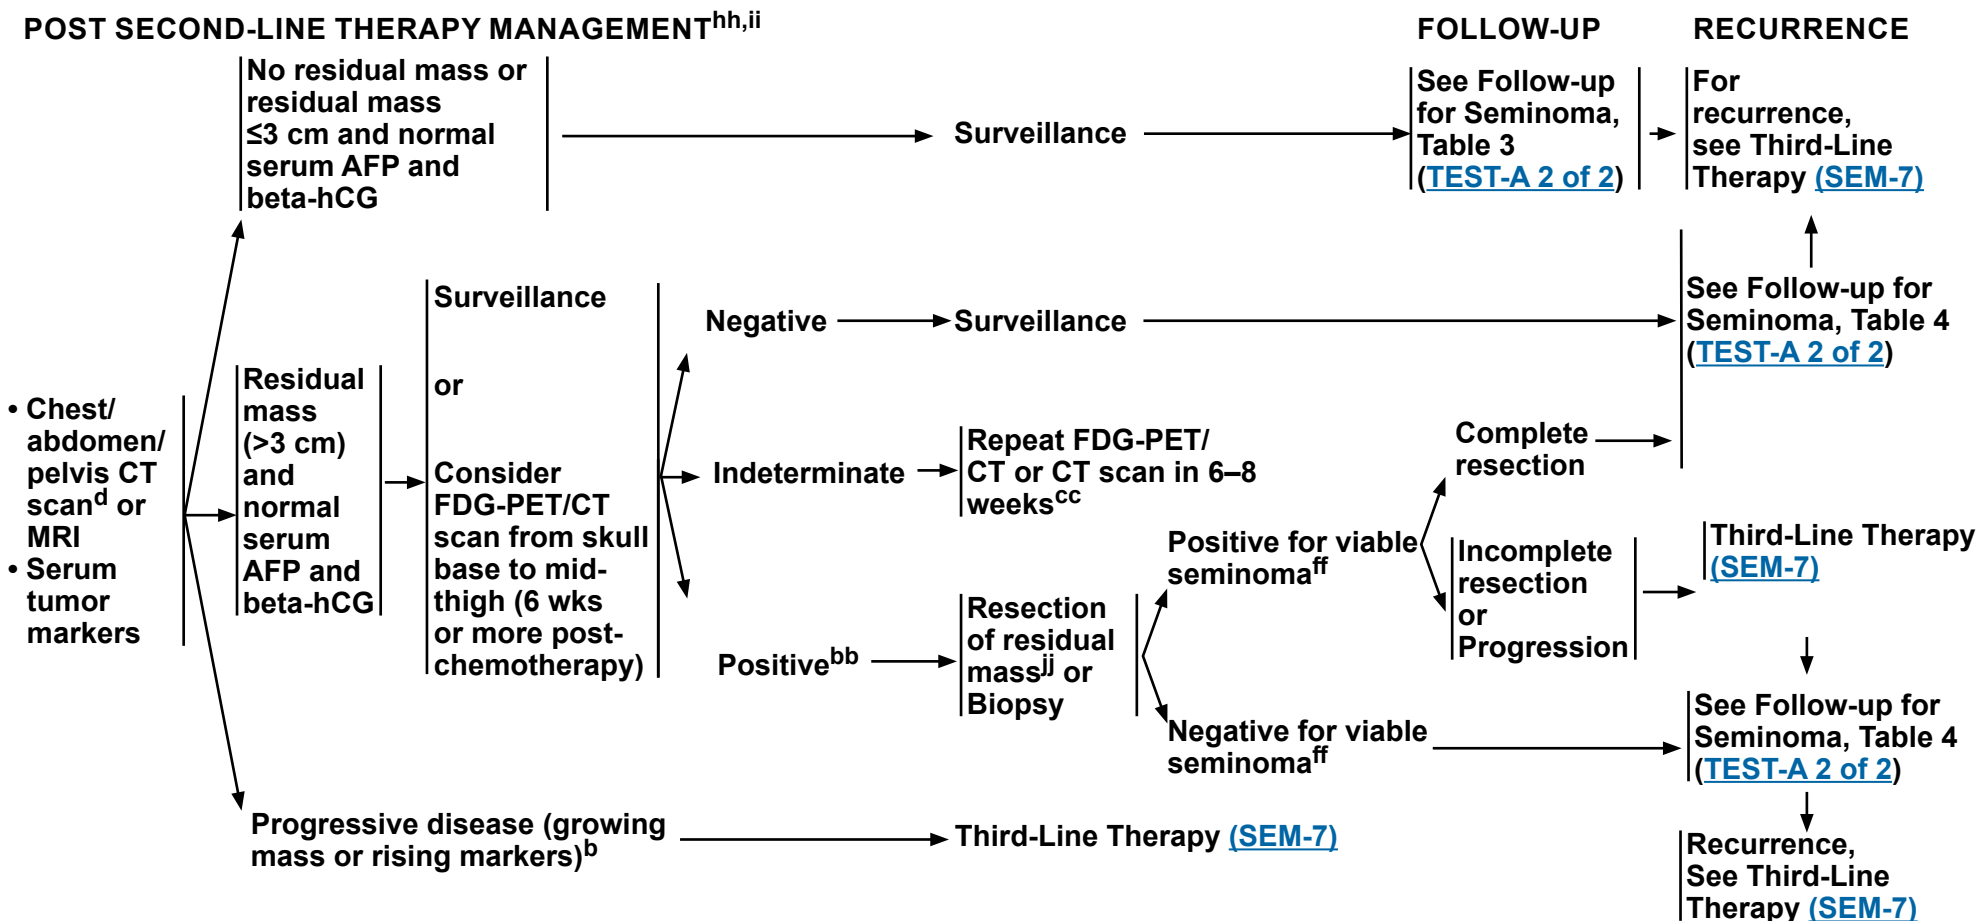 POST SECOND-LINE THERAPY MANAGEMENThh,ii
FOLLOW-UP
RECURRENCE
No residual mass or
residual mass
≤3 cm and normal
serum AFP and
beta-hCG
Surveillance
See Follow-up
for Seminoma,
Table 3
(TEST-A 2 of 2)
For
recurrence,
see Third-Line
Therapy (SEM-7)
• Chest/
abdomen/
pelvis CT
scand or
MRI
• Serum
tumor
markers
Residual
mass
(>3 cm)
and
normal
serum
AFP and
beta-hCG
Surveillance
or
Consider
FDG-PET/CT
scan from skull
base to mid-
thigh (6 wks
or more post-
chemotherapy)
Negative
Surveillance
See Follow-up for
Seminoma, Table 4
(TEST-A 2 of 2)
Indeterminate
Repeat FDG-PET/
CT or CT scan in 6–8
weekscc
Positivebb
Resection
of residual
massjj or
Biopsy
Positive for viable
seminomaff
Complete
resection
Incomplete
resection
or
Progression
Third-Line Therapy
(SEM-7)
Negative for viable
seminomaff
See Follow-up for
Seminoma, Table 4
(TEST-A 2 of 2)
Progressive disease (growing
mass or rising markers)b
Third-Line Therapy (SEM-7)
Recurrence,
See Third-Line
Therapy (SEM-7)